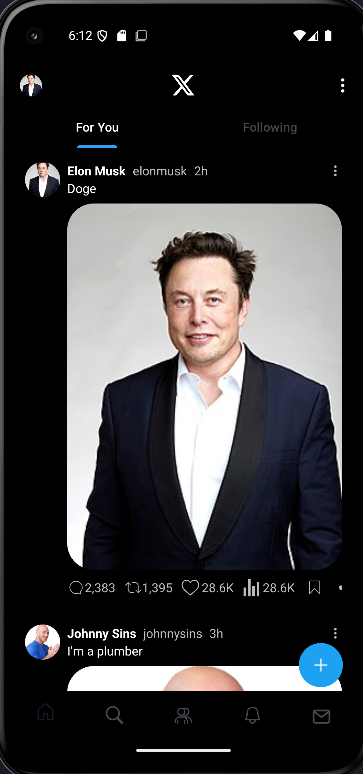 6:12
X
For You Following
Elon Musk elonmusk 2h
Doge
2,383 1,395 28.6K 28.6K
Johnny Sins johnnysins 3h
I'm a plumber